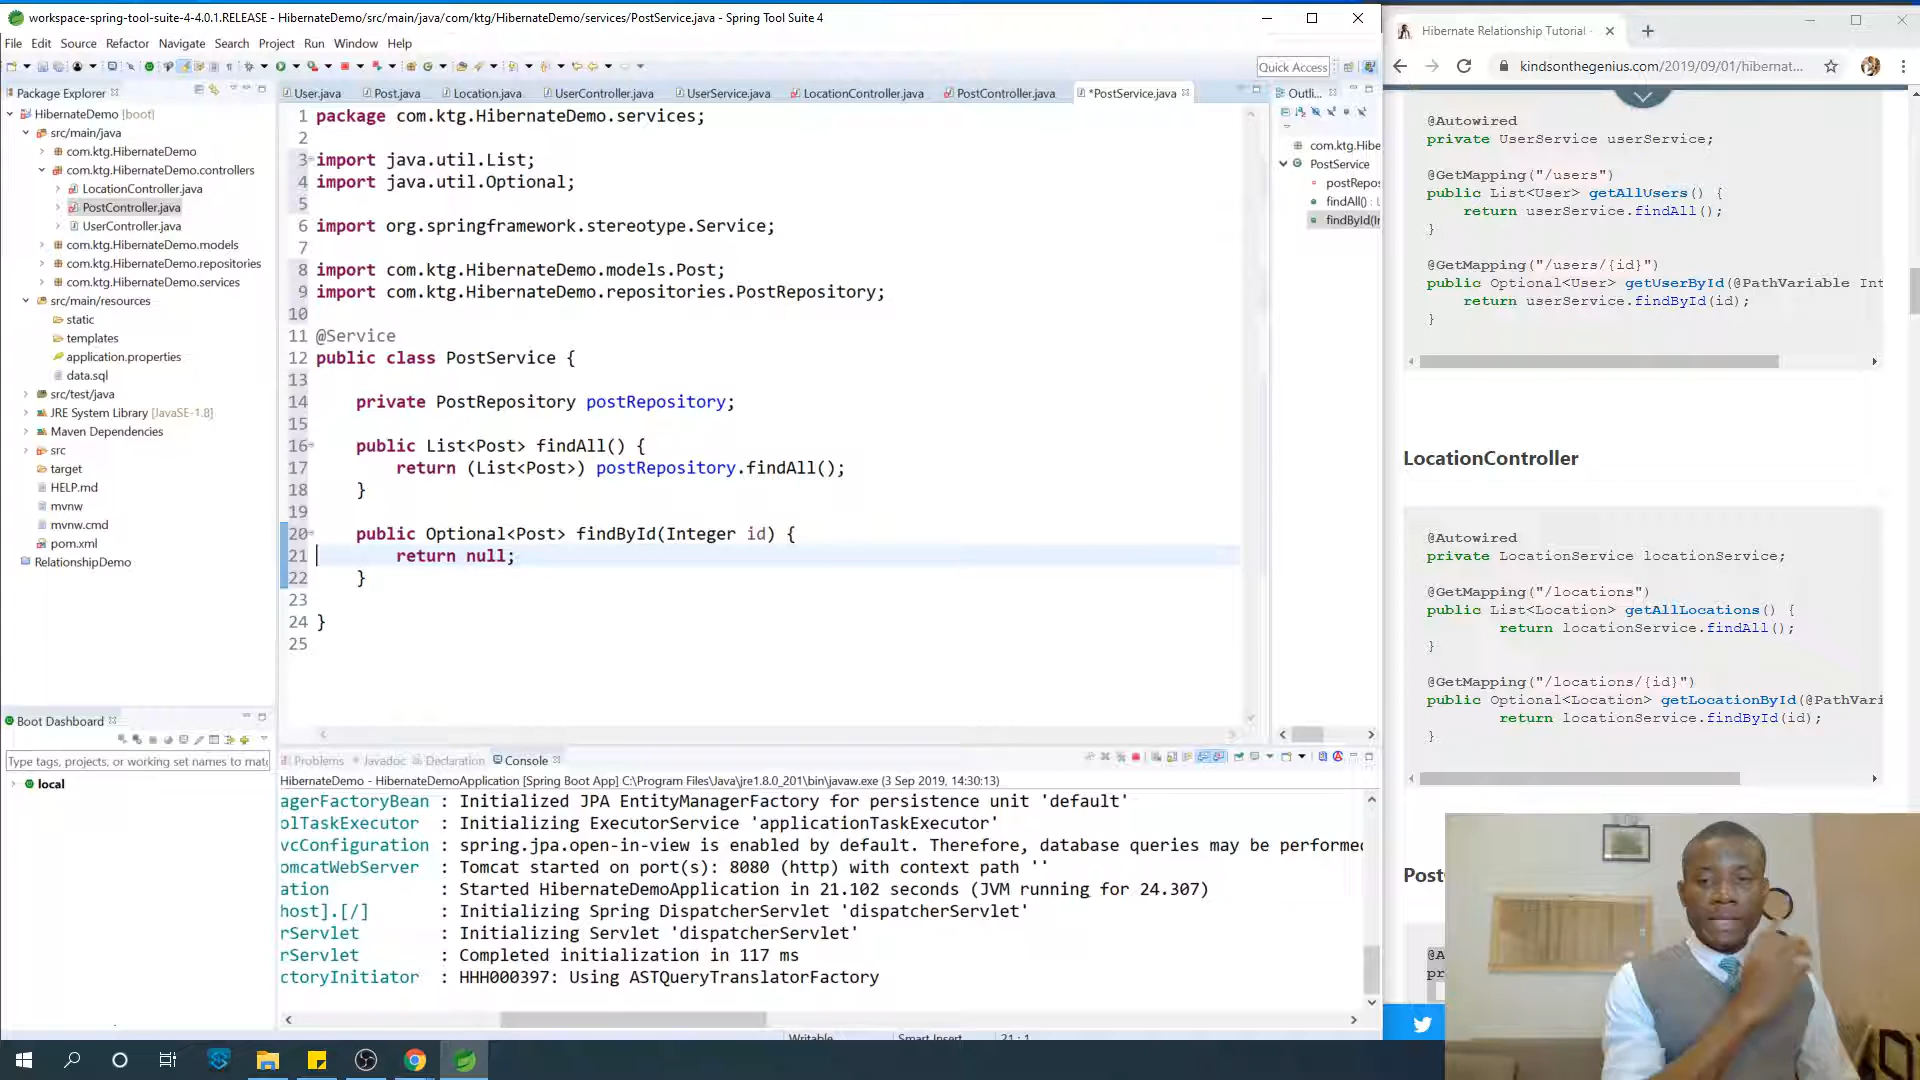 workspace-spring-tool-suite-4-4.0.1.RELEASE - HibernateDemo/src/main/java/com/ktg/HibernateDemo/services/PostService.java - Spring Tool Suite 4
File Edit Source Refactor Navigate Search Project Run Window Help
Quick Access
Package Explorer
HibernateDemo [boot]
src/main/java
com.ktg.HibernateDemo
com.ktg.HibernateDemo.controllers
LocationController.java
PostController.java
UserController.java
com.ktg.HibernateDemo.models
com.ktg.HibernateDemo.repositories
com.ktg.HibernateDemo.services
src/main/resources
static
templates
application.properties
data.sql
src/test/java
JRE System Library [JavaSE-1.8]
Maven Dependencies
src
target
HELP.md
mvnw
mvnw.cmd
pom.xml
RelationshipDemo
Boot Dashboard
Type tags, projects, or working set names to mat
local
User.java Post.java Location.java UserController.java UserService.java LOcationController.java PostController.java *PostService.java
1 package com.ktg.HibernateDemo.services;
2
3 import java.util.List;
4 import java.util.Optional;
5
6 import org.springframework.stereotype.Service;
7
8 import com.ktg.HibernateDemo.models.Post;
9 import com.ktg.HibernateDemo.repositories.PostRepository;
10
11 @Service
12 public class PostService {
13
14 private PostRepository postRepository;
15
16 public List<Post> findAll() {
17 return (List<Post>) postRepository.findAll();
18 }
19
20 public Optional<Post> findById(Integer id) {
21 return null;
22 }
23
24 }
25
Outli...
com.ktg.Hibe
PostService
postRepos
findAll() : L
findById(In
Problems Javadoc Declaration Console
HibernateDemo - HibernateDemoApplication [Spring Boot App] C:\Program Files\Java\jre1.8.0_201\bin\javaw.exe (3 Sep 2019, 14:30:13)
agerFactoryBean : Initialized JPA EntityManagerFactory for persistence unit 'default'
olTaskExecutor : Initializing ExecutorService 'applicationTaskExecutor'
vcConfiguration : spring.jpa.open-in-view is enabled by default. Therefore, database queries may be performed
omcatWebServer : Tomcat started on port(s): 8080 (http) with context path ''
ation : Started HibernateDemoApplication in 21.102 seconds (JVM running for 24.307)
host].[/] : Initializing Spring DispatcherServlet 'dispatcherServlet'
rServlet : Initializing Servlet 'dispatcherServlet'
rServlet : Completed initialization in 117 ms
ctoryInitiator : HHH000397: Using ASTQueryTranslatorFactory
Writable Smart Insert 21 : 1
Hibernate Relationship Tutorial -
kindsonthegenius.com/2019/09/01/hibernat...
@Autowired
private UserService userService;
@GetMapping("/users")
public List<User> getAllUsers() {
return userService.findAll();
}
@GetMapping("/users/{id}")
public Optional<User> getUserById(@PathVariable Int
return userService.findById(id);
}
LocationController
@Autowired
private LocationService locationService;
@GetMapping("/locations")
public List<Location> getAllLocations() {
return locationService.findAll();
}
@GetMapping("/locations/{id}")
public Optional<Location> getLocationById(@PathVari
return locationService.findById(id);
}
Post
@A
pr